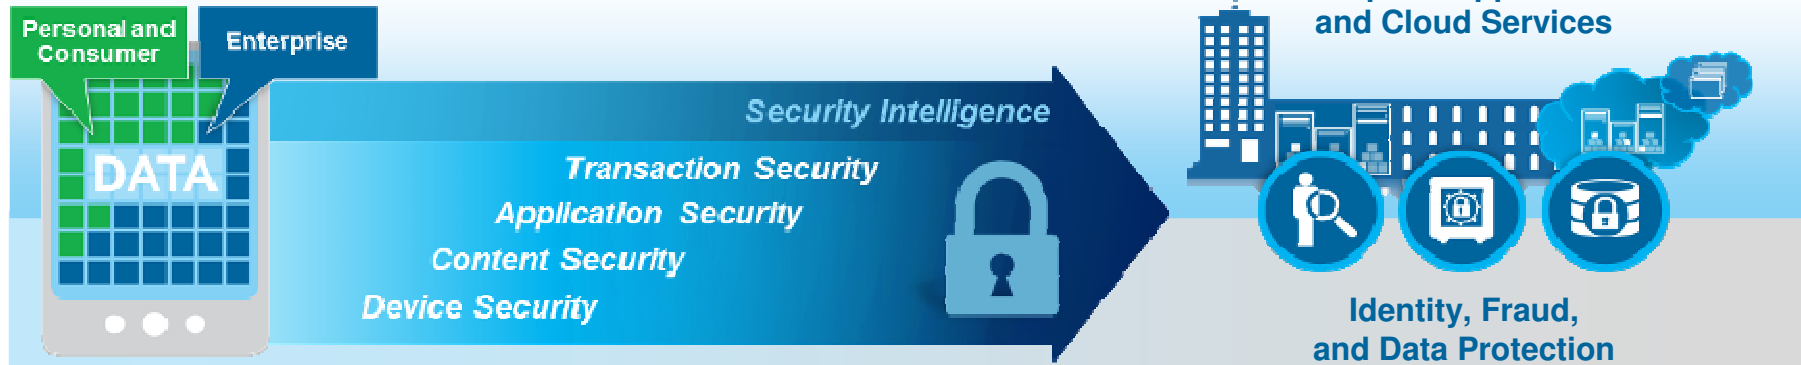 Personal and
Consumer
Enterprise
DATA
Security Intelligence
Transaction Security
Application Security
Content Security
Device Security
and Cloud Services
Identity, Fraud,
and Data Protection